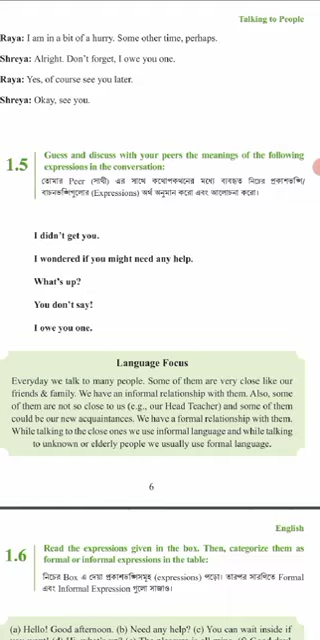 Talking to People
Raya: I am in a bit of a hurry. Some other time, perhaps.
Shreya: Alright. Don't forget, I owe you one.
Raya: Yes, of course see you later.
Shreya: Okay, see you.
1.5 Guess and discuss with your peers the meanings of the following
expressions in the conversation:
তোমার Peer (সাথী) এর সাথে কথোপকথনের মধ্যে ব্যবহৃত নিচের প্রকাশভঙ্গি/
বাচনভঙ্গিগুলোর (Expressions) অর্থ অনুমান করো এবং আলোচনা করো।
I didn't get you.
I wondered if you might need any help.
What's up?
You don't say!
I owe you one.
Language Focus
Everyday we talk to many people. Some of them are very close like our
friends & family. We have an informal relationship with them. Also, some
of them are not so close to us (e.g., our Head Teacher) and some of them
could be our new acquaintances. We have a formal relationship with them.
While talking to the close ones we use informal language and while talking
to unknown or elderly people we usually use formal language.
6
English
1.6 Read the expressions given in the box. Then, categorize them as
formal or informal expressions in the table:
নিচের Box এ দেয়া প্রকাশভঙ্গিসমূহ (expressions) পড়ো। তারপর সারণিতে Formal
এবং Informal Expression গুলো সাজাও।
(a) Hello! Good afternoon. (b) Need any help? (c) You can wait inside if